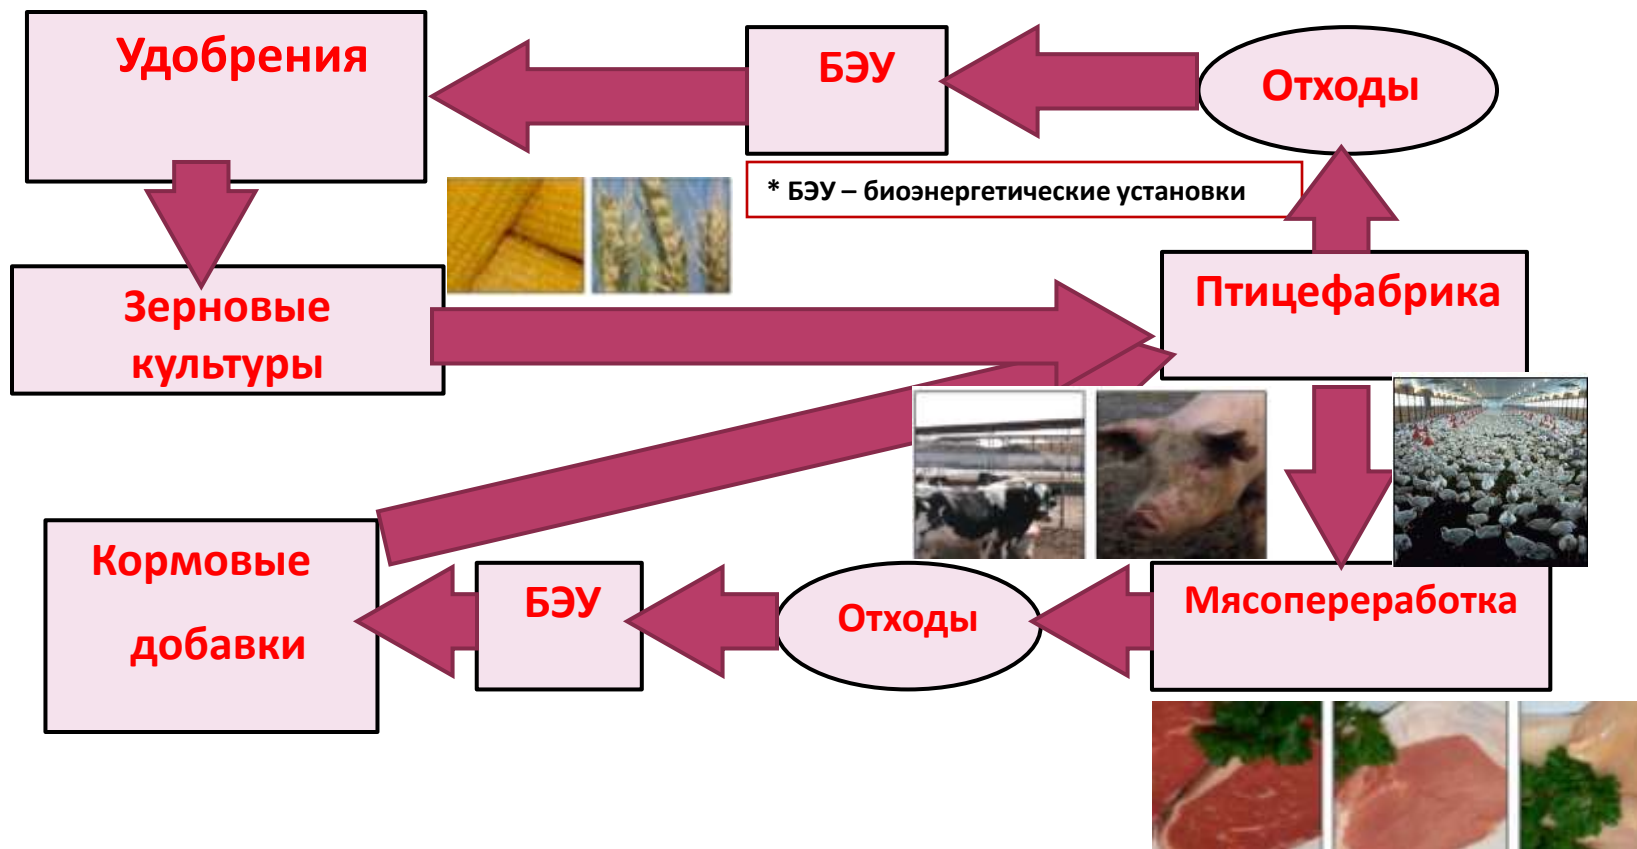 Удобрения
БЭУ
Отходы
* БЭУ – биоэнергетические установки
Зерновые
культуры
Птицефабрика
Кормовые
добавки
БЭУ
Отходы
Мясопереработка